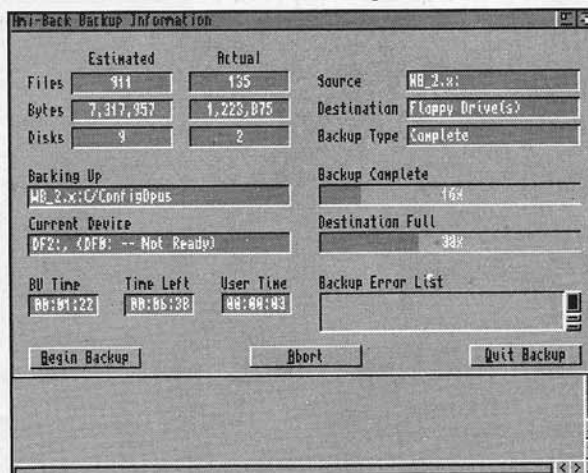 Ami-Back Backup Information
Estimated Actual
Files 911 135 Source WB_2.x:
Bytes 7,317,957 1,223,875 Destination Floppy Drive(s)
Disks 9 2 Backup Type Complete
Backing Up Backup Complete
WB_2.x:C/ConfigOpus 16%
Current Device Destination Full
DF2:, (DF0: -- Not Ready) 38%
BU Time Time Left User Time Backup Error List
00:01:22 00:06:38 00:00:03
Begin Backup Abort Quit Backup